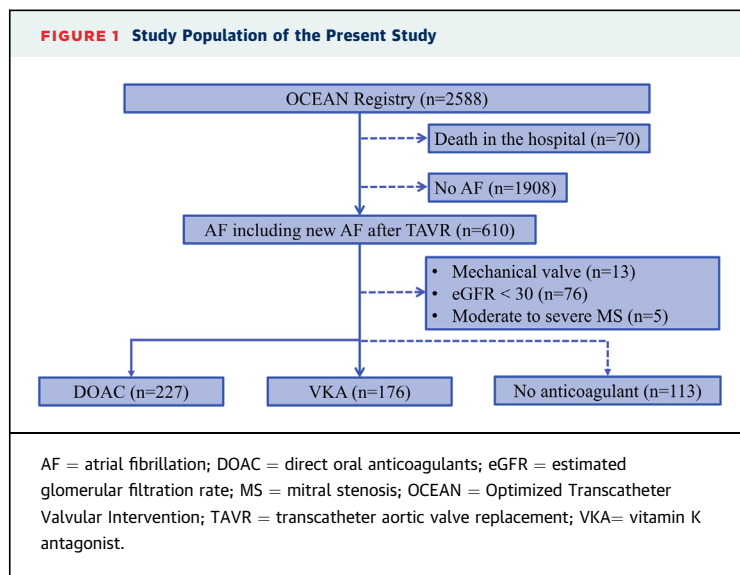 FIGURE 1 Study Population of the Present Study
OCEAN Registry (n=2588)
Death in the hospital (n=70)
No AF (n=1908)
AF including new AF after TAVR (n=610)
• Mechanical valve (n=13)
• eGFR < 30 (n=76)
• Moderate to severe MS (n=5)
DOAC (n=227)
VKA (n=176)
No anticoagulant (n=113)
AF = atrial fibrillation; DOAC = direct oral anticoagulants; eGFR = estimated
glomerular filtration rate; MS = mitral stenosis; OCEAN = Optimized Transcatheter
Valvular Intervention; TAVR = transcatheter aortic valve replacement; VKA= vitamin K
antagonist.